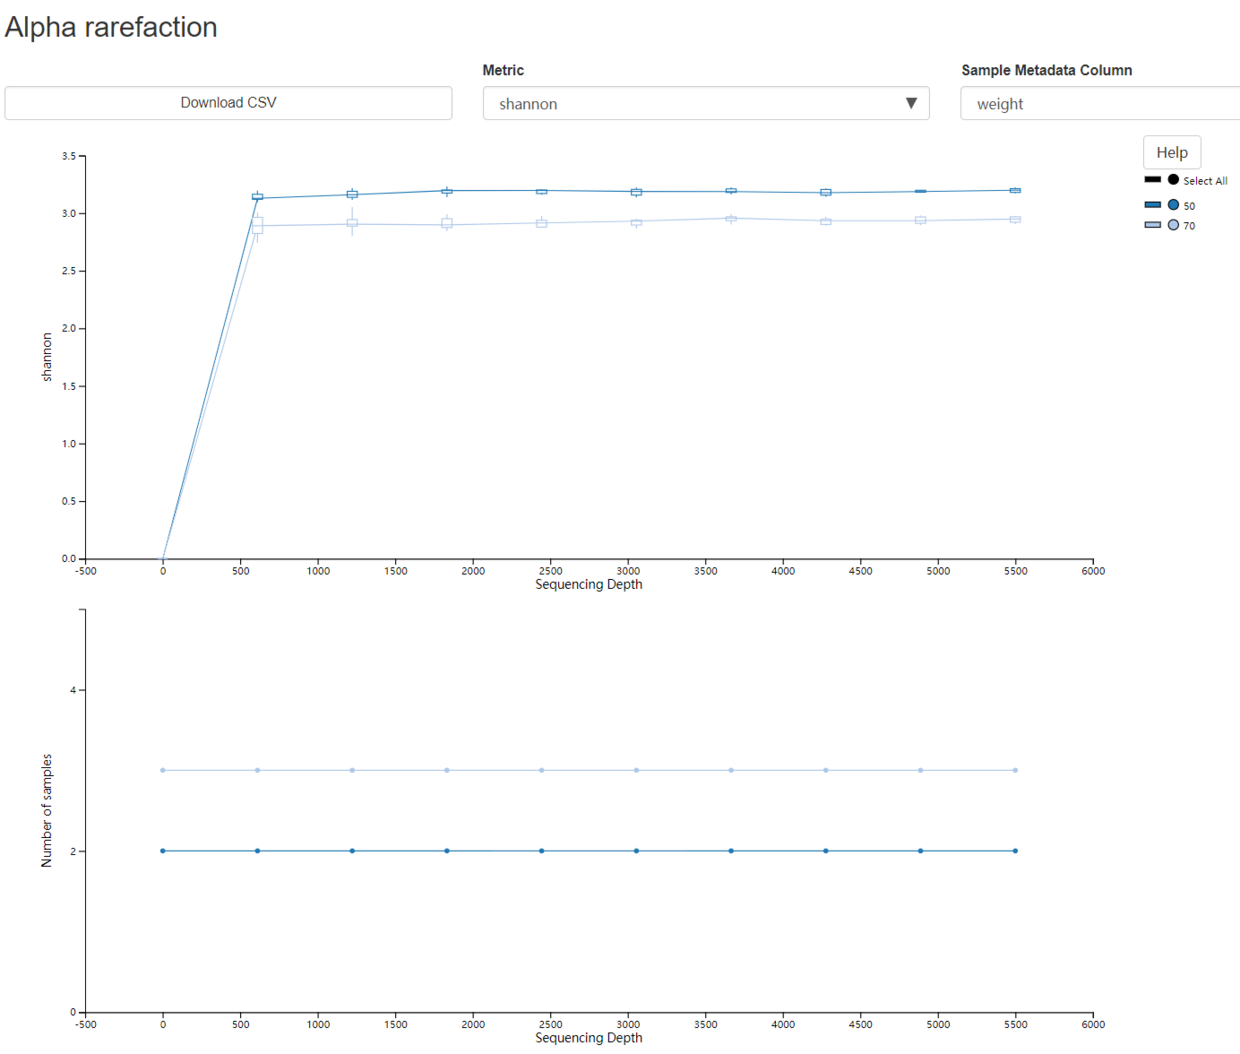 Alpha rarefaction
Metric
Sample Metadata Column
Download CSV
shannon
weight
Help
Select All
50
70
3.5
3.0
2.5
2.0
1.5
1.0
0.5
0.0
shannon
-500 0 500 1000 1500 2000 2500 3000 3500 4000 4500 5000 5500 6000
Sequencing Depth
4
2
0
Number of samples
-500 0 500 1000 1500 2000 2500 3000 3500 4000 4500 5000 5500 6000
Sequencing Depth